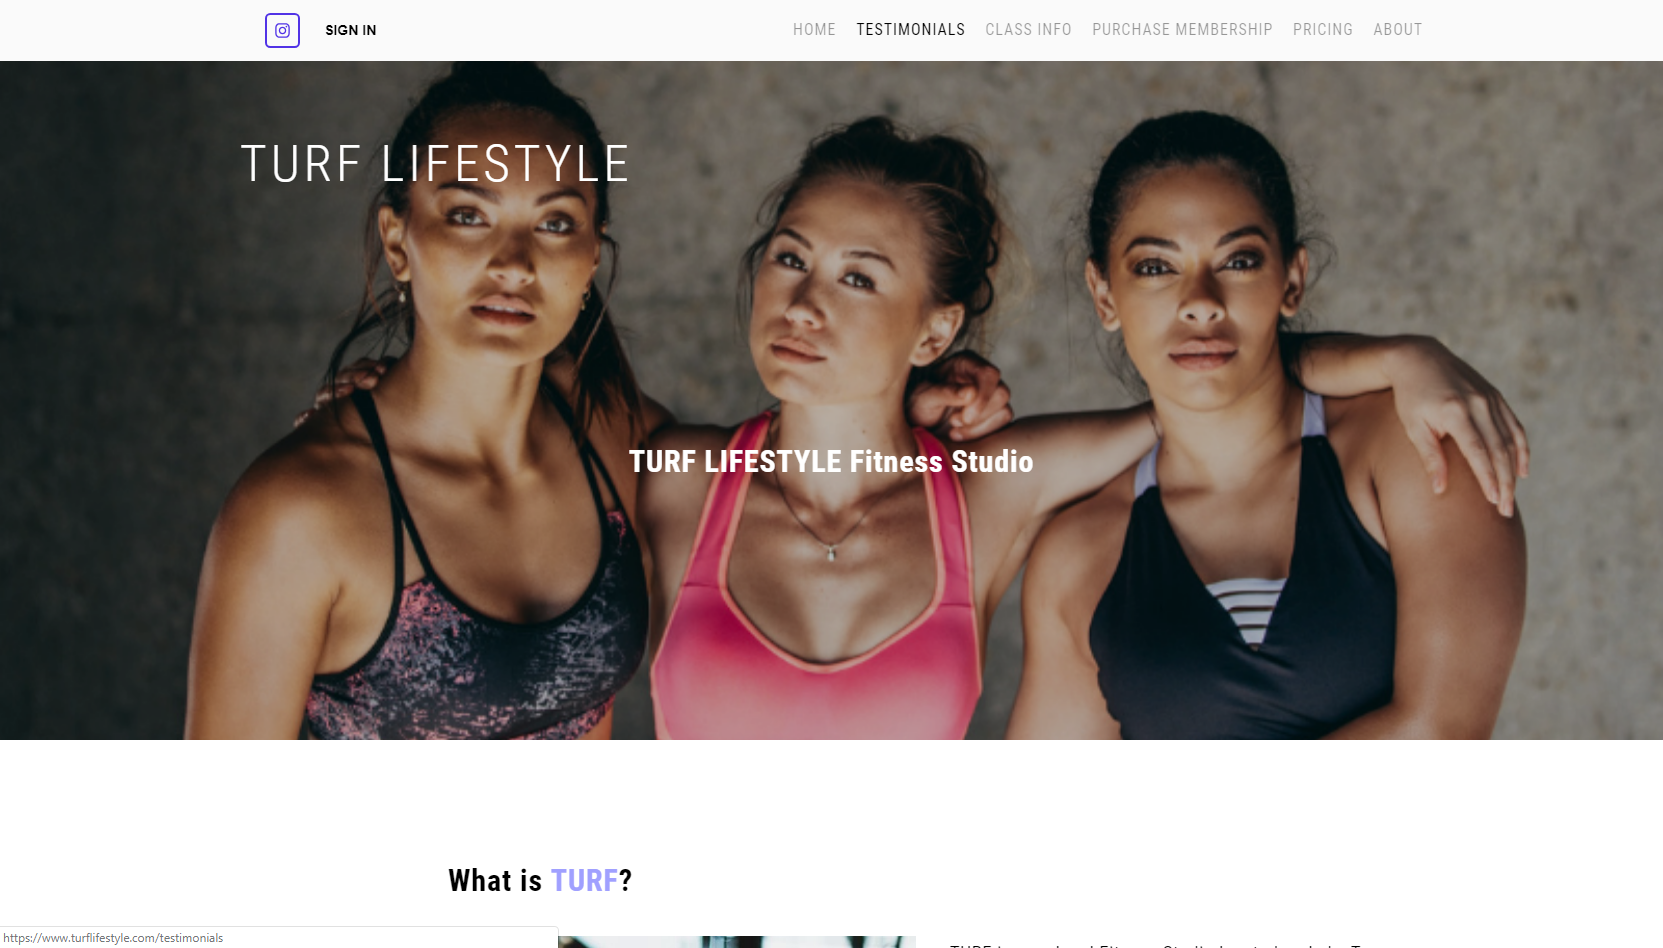 SIGN IN
HOME TESTIMONIALS CLASS INFO PURCHASE MEMBERSHIP PRICING ABOUT
TURF LIFESTYLE
TURF LIFESTYLE Fitness Studio
What is TURF?
https://www.turflifestyle.com/testimonials